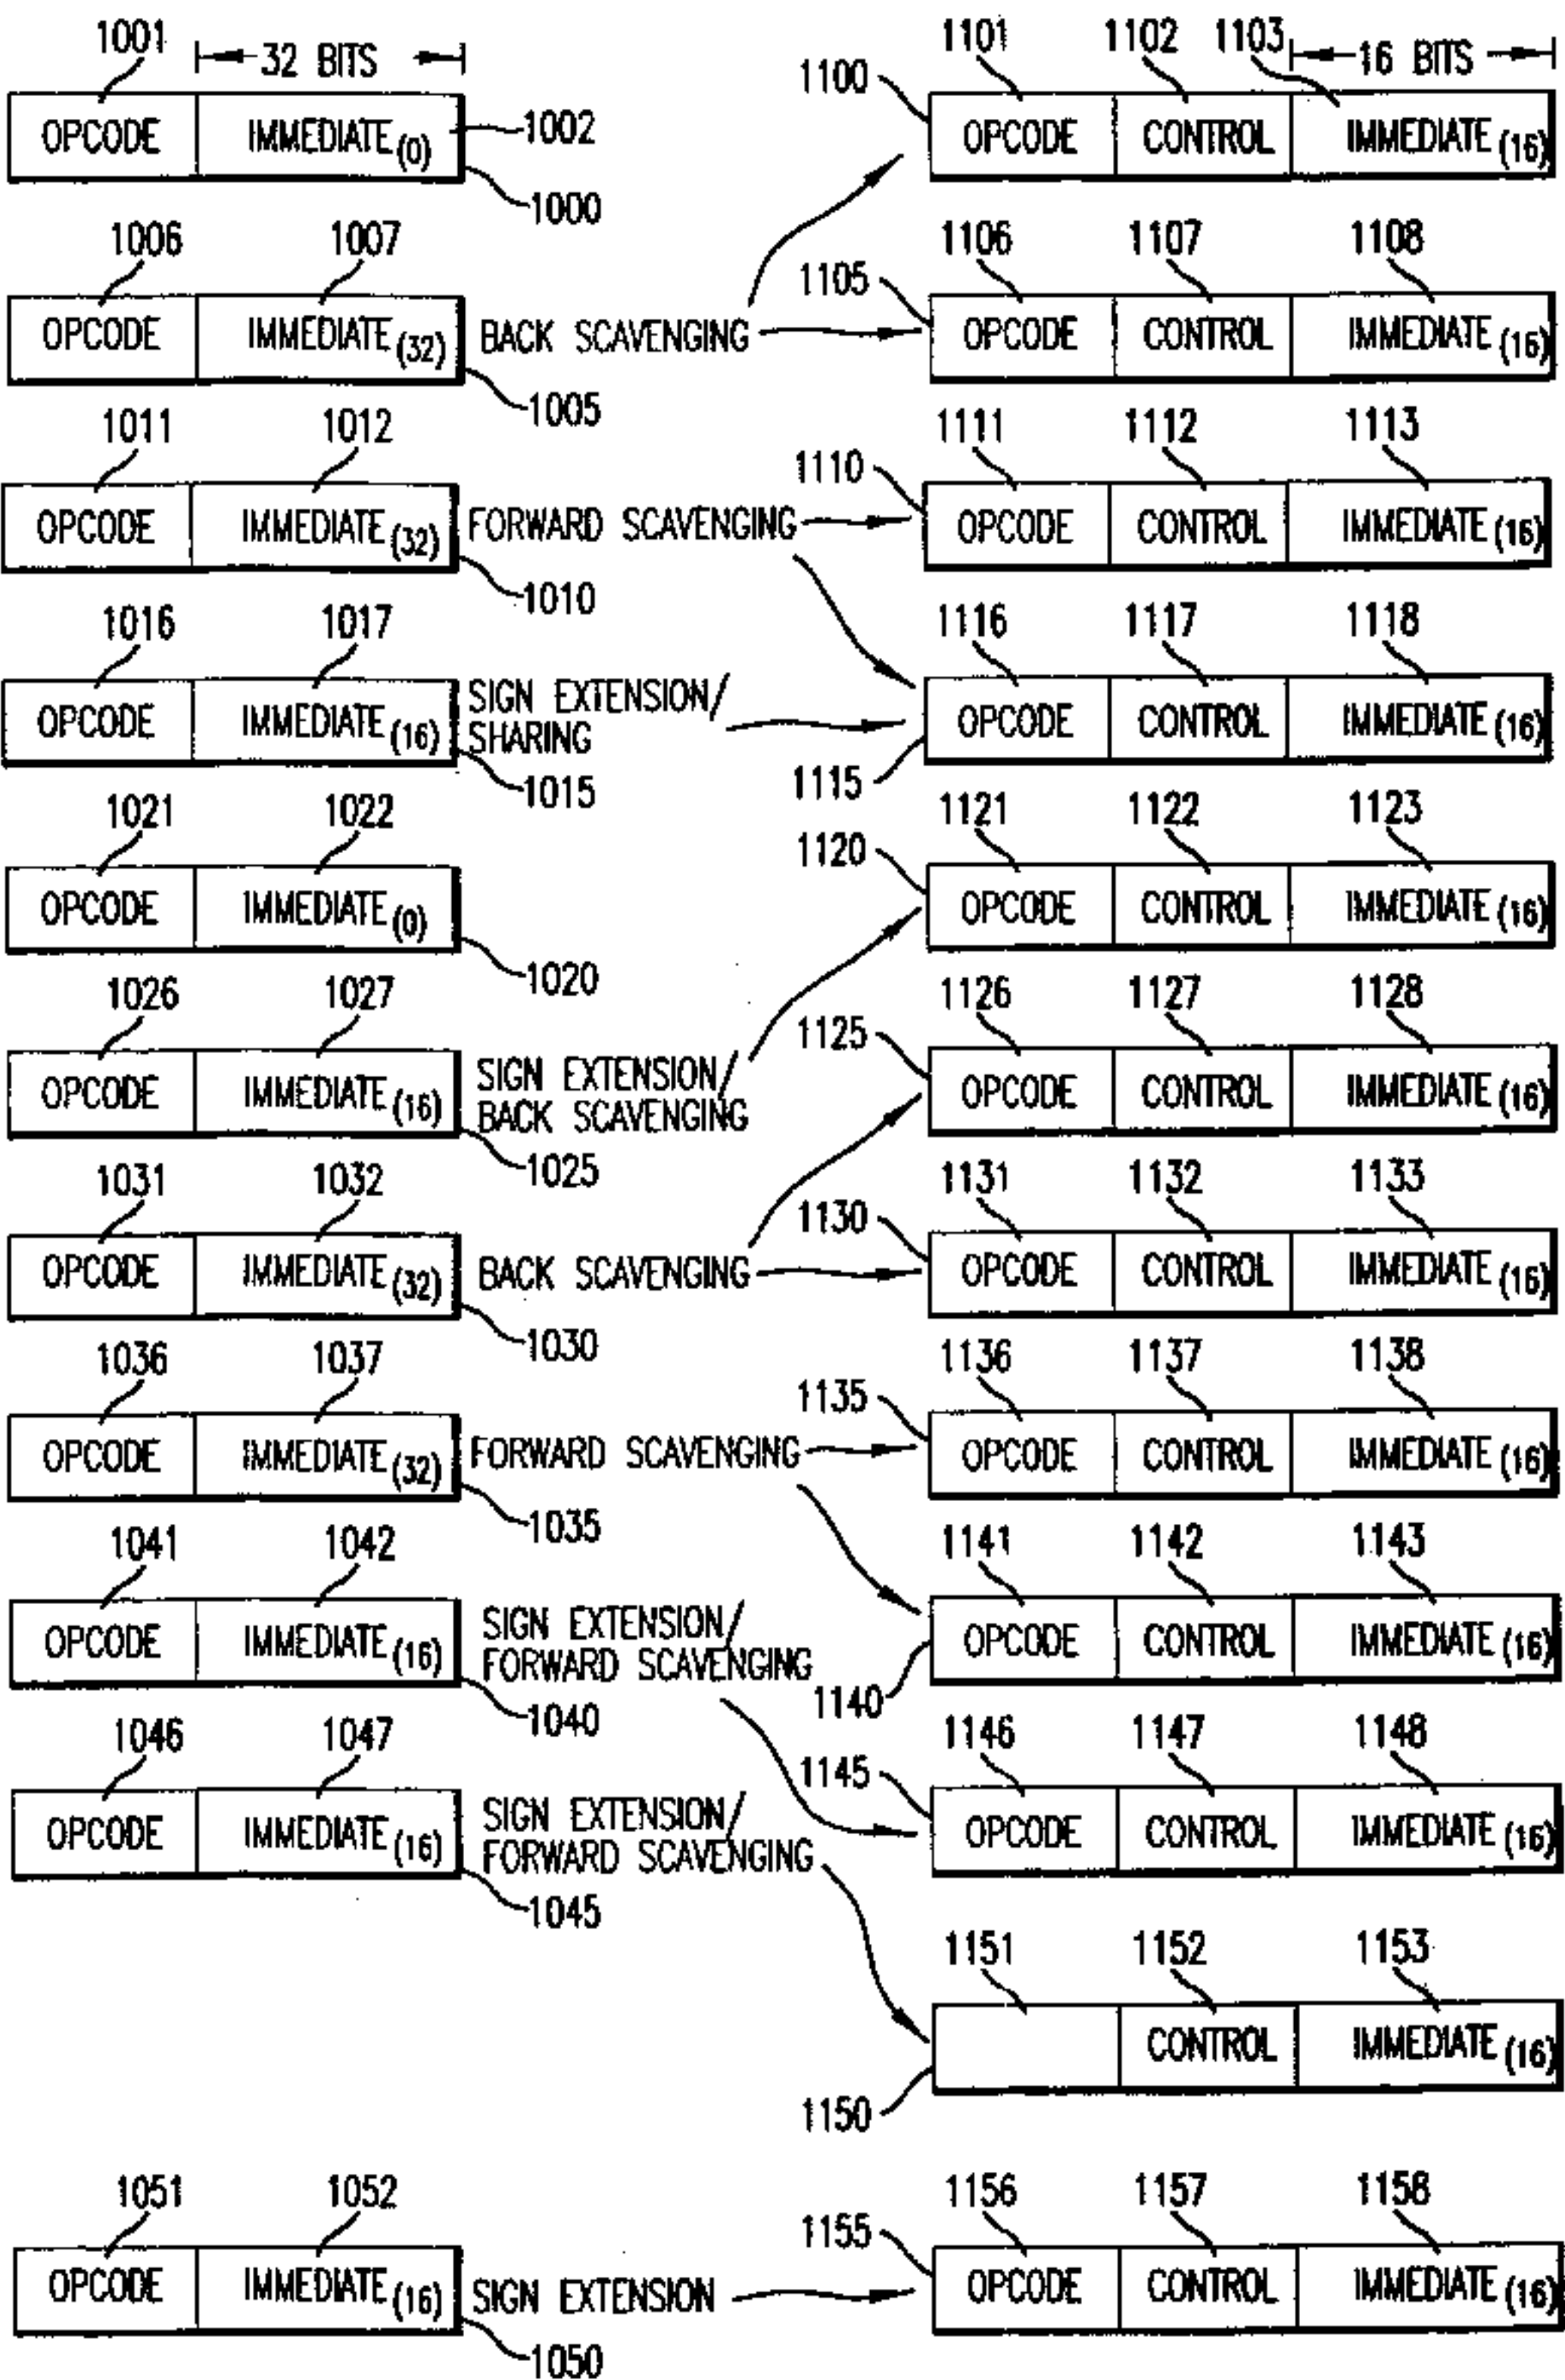 1001 32 BITS 1101 1102 1103 16 BITS
1100
OPCODE IMMEDIATE(0) 1002 OPCODE CONTROL IMMEDIATE(16)
1000
1006 1007 1106 1107 1108
1105
OPCODE IMMEDIATE(32) BACK SCAVENGING OPCODE CONTROL IMMEDIATE(16)
1005
1011 1012 1111 1112 1113
1110
OPCODE IMMEDIATE(32) FORWARD SCAVENGING OPCODE CONTROL IMMEDIATE(16)
1010
1016 1017 1116 1117 1118
OPCODE IMMEDIATE(16) SIGN EXTENSION/
SHARING OPCODE CONTROL IMMEDIATE(16)
1015 1115
1021 1022 1121 1122 1123
1120
OPCODE IMMEDIATE(0) OPCODE CONTROL IMMEDIATE(16)
1020
1026 1027 1126 1127 1128
1125
OPCODE IMMEDIATE(16) SIGN EXTENSION/
BACK SCAVENGING OPCODE CONTROL IMMEDIATE(16)
1025
1031 1032 1131 1132 1133
1130
OPCODE IMMEDIATE(32) BACK SCAVENGING OPCODE CONTROL IMMEDIATE(16)
1030
1036 1037 1136 1137 1138
1135
OPCODE IMMEDIATE(32) FORWARD SCAVENGING OPCODE CONTROL IMMEDIATE(16)
1035
1041 1042 1141 1142 1143
OPCODE IMMEDIATE(16) SIGN EXTENSION/
FORWARD SCAVENGING OPCODE CONTROL IMMEDIATE(16)
1040 1140
1046 1047 1146 1147 1148
1145
OPCODE IMMEDIATE(16) SIGN EXTENSION/
FORWARD SCAVENGING OPCODE CONTROL IMMEDIATE(16)
1045
1151 1152 1153
CONTROL IMMEDIATE(16)
1150
1051 1052 1156 1157 1158
1155
OPCODE IMMEDIATE(16) SIGN EXTENSION OPCODE CONTROL IMMEDIATE(16)
1050